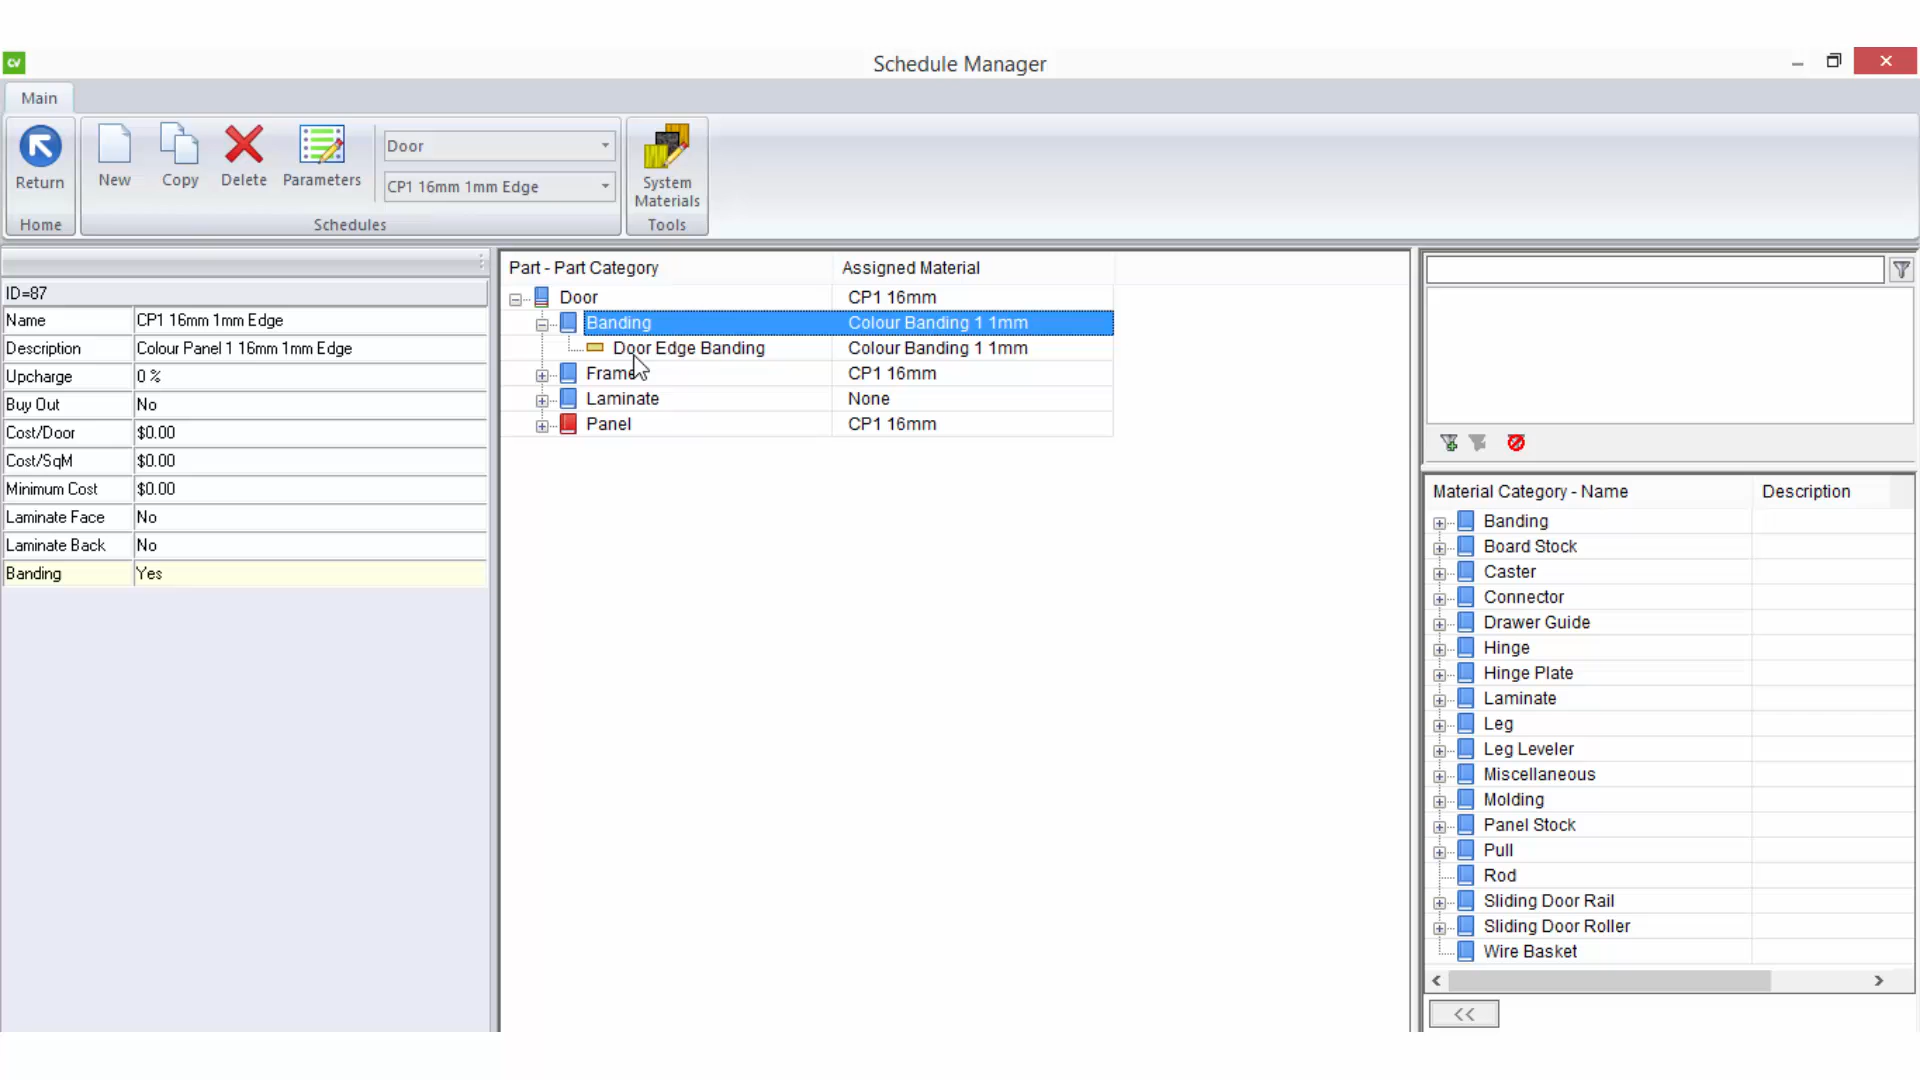 CV
Schedule Manager
Main
Return
New
Copy
Delete
Parameters
Door
CP1 16mm 1mm Edge
System
Materials
Home
Schedules
Tools
ID=87
Name CP1 16mm 1mm Edge
Description Colour Panel 1 16mm 1mm Edge
Upcharge 0 %
Buy Out No
Cost/Door $0.00
Cost/SqM $0.00
Minimum Cost $0.00
Laminate Face No
Laminate Back No
Banding Yes
Part - Part Category Assigned Material
Door CP1 16mm
Banding Colour Banding 1 1mm
Door Edge Banding Colour Banding 1 1mm
Frame CP1 16mm
Laminate None
Panel CP1 16mm
Material Category - Name Description
Banding
Board Stock
Caster
Connector
Drawer Guide
Hinge
Hinge Plate
Laminate
Leg
Leg Leveler
Miscellaneous
Molding
Panel Stock
Pull
Rod
Sliding Door Rail
Sliding Door Roller
Wire Basket
<<